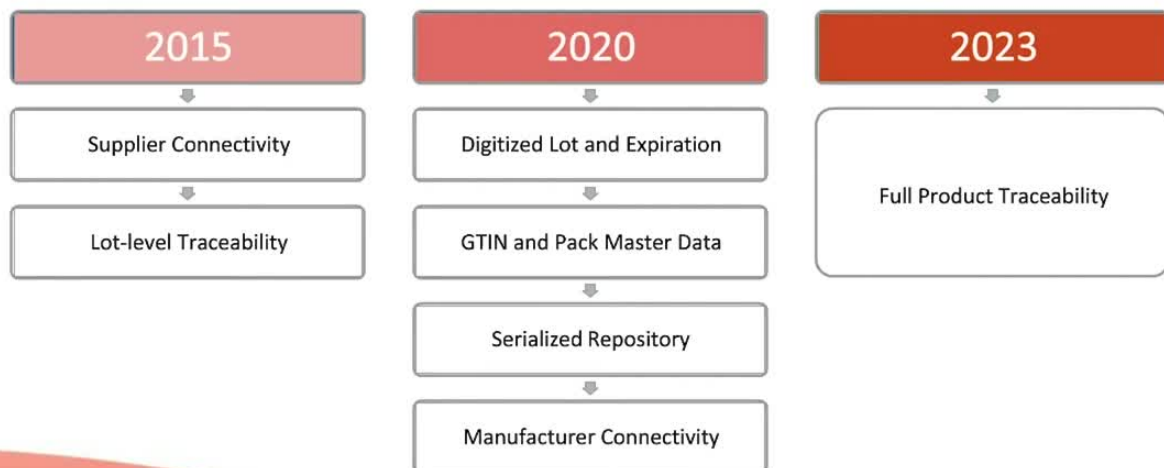 2015
Supplier Connectivity
Lot-level Traceability
2020
Digitized Lot and Expiration
GTIN and Pack Master Data
Serialized Repository
Manufacturer Connectivity
2023
Full Product Traceability